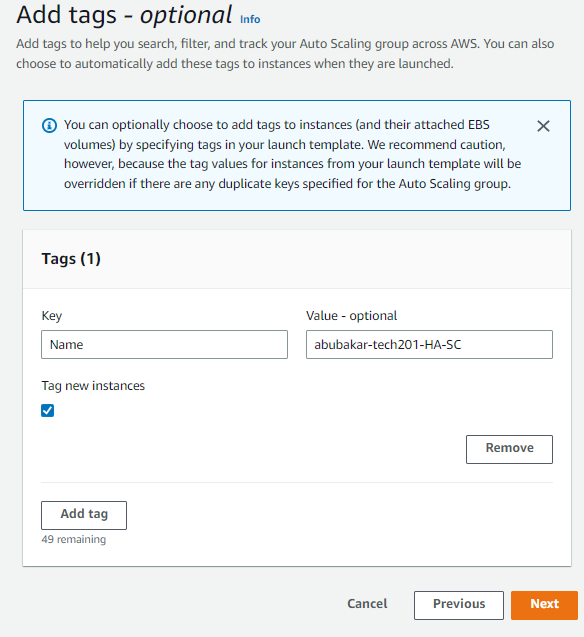 Add tags - optional Info
Add tags to help you search, filter, and track your Auto Scaling group across AWS. You can also
choose to automatically add these tags to instances when they are launched.
You can optionally choose to add tags to instances (and their attached EBS
volumes) by specifying tags in your launch template. We recommend caution,
however, because the tag values for instances from your launch template will be
overridden if there are any duplicate keys specified for the Auto Scaling group.
Tags (1)
Key
Value - optional
Name
abubakar-tech201-HA-SC
Tag new instances
Remove
Add tag
49 remaining
Cancel
Previous
Next